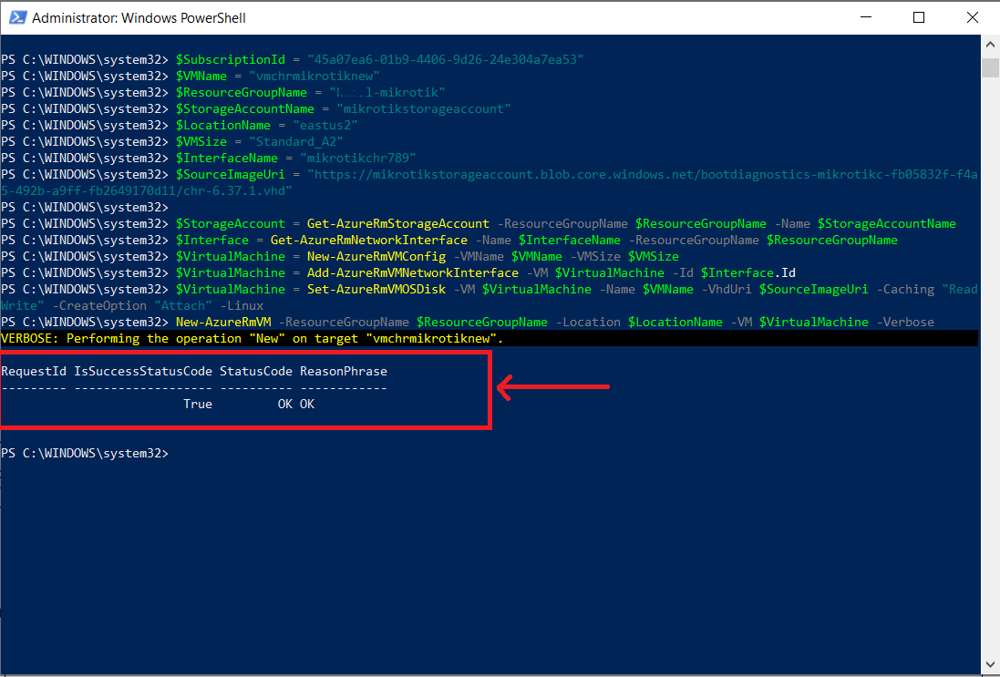 Administrator: Windows PowerShell
PS C:\WINDOWS\system32> $SubscriptionId = "45a07ea6-01b9-4406-9d26-24e304a7ea53"
PS C:\WINDOWS\system32> $VMName = "vmchrmikrotiknew"
PS C:\WINDOWS\system32> $ResourceGroupName = "l-mikrotik"
PS C:\WINDOWS\system32> $StorageAccountName = "mikrotikstorageaccount"
PS C:\WINDOWS\system32> $LocationName = "eastus2"
PS C:\WINDOWS\system32> $VMSize = "Standard_A2"
PS C:\WINDOWS\system32> $InterfaceName = "mikrotikchr789"
PS C:\WINDOWS\system32> $SourceImageUri = "https://mikrotikstorageaccount.blob.core.windows.net/bootdiagnostics-mikrotikc-fb05832f-f4a
5-492b-a9ff-fb2649170d11/chr-6.37.1.vhd"
PS C:\WINDOWS\system32>
PS C:\WINDOWS\system32> $StorageAccount = Get-AzureRmStorageAccount -ResourceGroupName $ResourceGroupName -Name $StorageAccountName
PS C:\WINDOWS\system32> $Interface = Get-AzureRmNetworkInterface -Name $InterfaceName -ResourceGroupName $ResourceGroupName
PS C:\WINDOWS\system32> $VirtualMachine = New-AzureRmVMConfig -VMName $VMName -VMSize $VMSize
PS C:\WINDOWS\system32> $VirtualMachine = Add-AzureRmVMNetworkInterface -VM $VirtualMachine -Id $Interface.Id
PS C:\WINDOWS\system32> $VirtualMachine = Set-AzureRmVMOSDisk -VM $VirtualMachine -Name $VMName -VhdUri $SourceImageUri -Caching "Read
Write" -CreateOption "Attach" -Linux
PS C:\WINDOWS\system32> New-AzureRmVM -ResourceGroupName $ResourceGroupName -Location $LocationName -VM $VirtualMachine -Verbose
VERBOSE: Performing the operation "New" on target "vmchrmikrotiknew".
RequestId IsSuccessStatusCode StatusCode ReasonPhrase
--------- ------------------- ---------- ------------
True OK OK
PS C:\WINDOWS\system32>